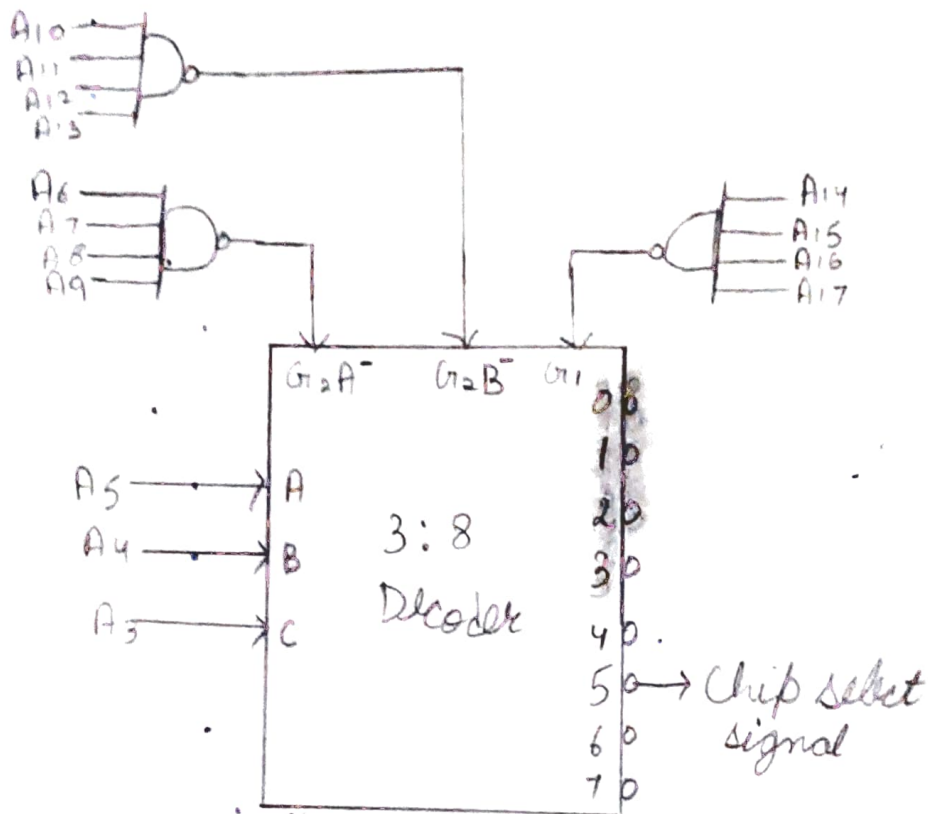 A10
A11
A12
A13
A6
A7
A8
A9
A14
A15
A16
A17
G2A⁻ G2B⁻ G1
A5 A
A4 B
C
3:8
Decoder
0
1
2
3
4
5
6
7
Chip select
signal